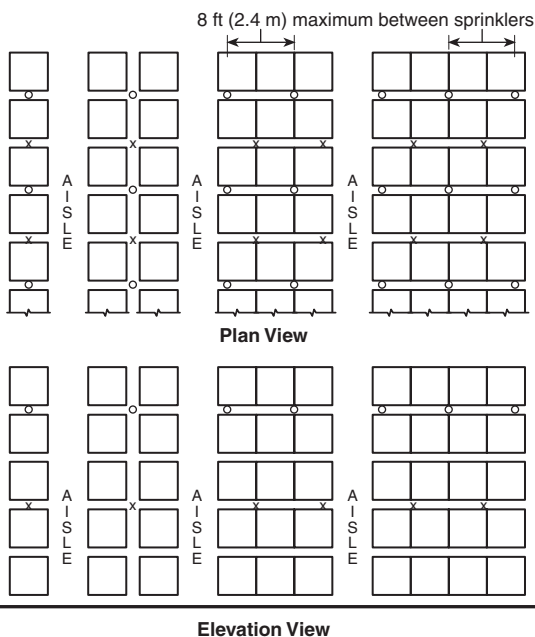 8 ft (2.4 m) maximum between sprinklers
x
x
x
x
x
x
x
x
x
x
x
x
AISLE
AISLE
AISLE
Plan View
x
x
x
x
x
x
AISLE
AISLE
AISLE
Elevation View